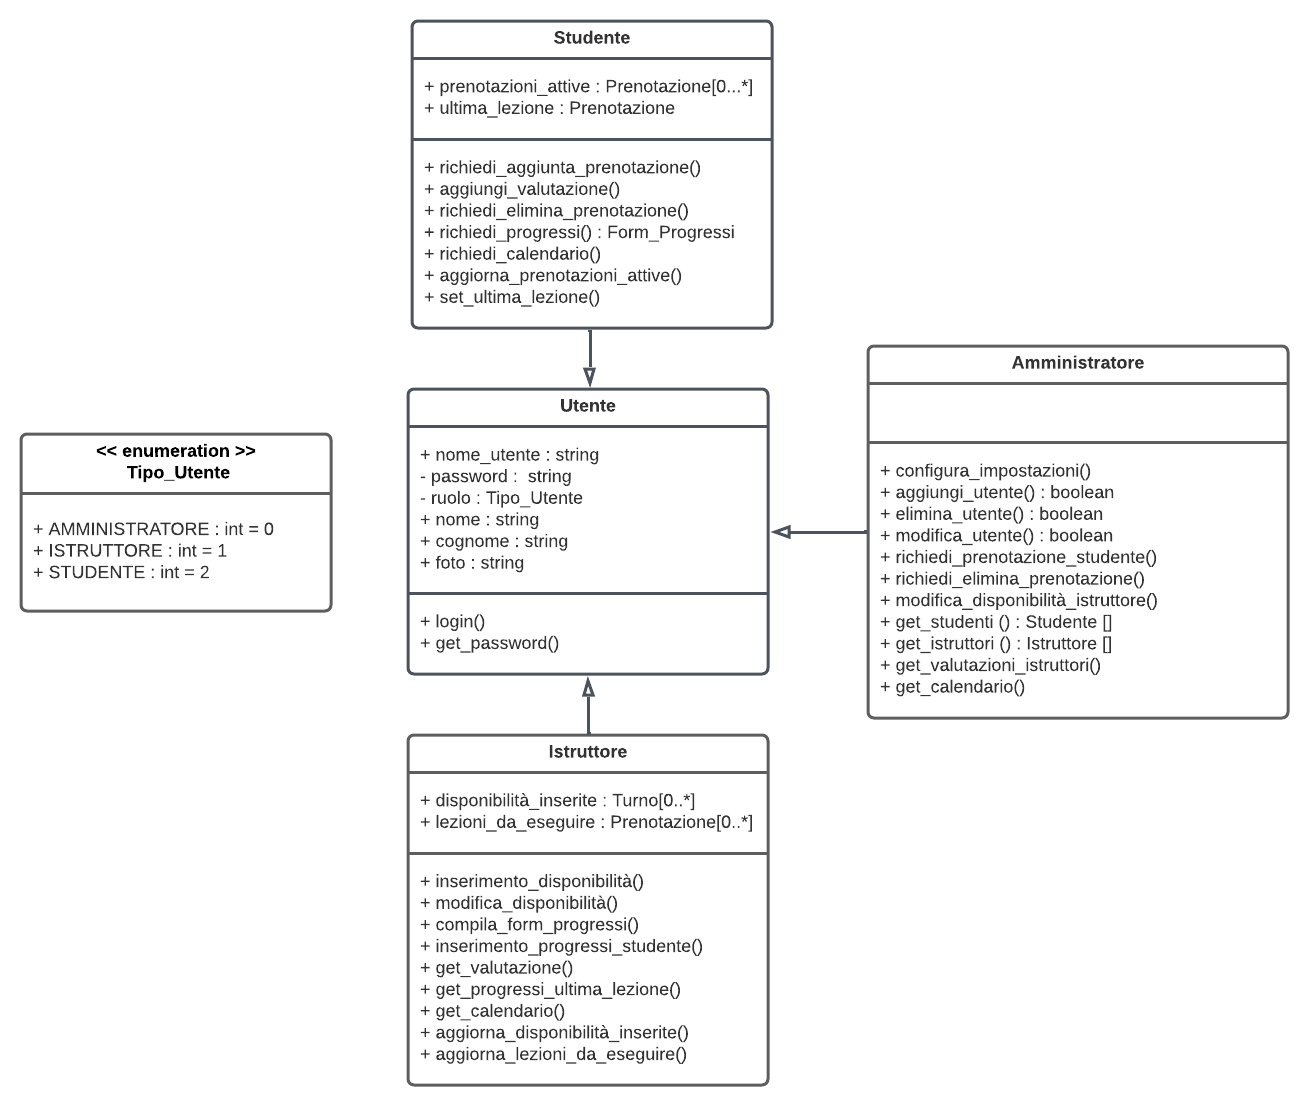 Studente
+ prenotazioni_attive : Prenotazione[0...*]
+ ultima_lezione : Prenotazione
+ richiedi_aggiunta_prenotazione()
+ aggiungi_valutazione()
+ richiedi_elimina_prenotazione()
+ richiedi_progressi() : Form_Progressi
+ richiedi_calendario()
+ aggiorna_prenotazioni_attive()
+ set_ultima_lezione()
<< enumeration >>
Tipo_Utente
+ AMMINISTRATORE : int = 0
+ ISTRUTTORE : int = 1
+ STUDENTE : int = 2
Utente
+ nome_utente : string
- password :  string
- ruolo : Tipo_Utente
+ nome : string
+ cognome : string
+ foto : string
+ login()
+ get_password()
Amministratore
+ configura_impostazioni()
+ aggiungi_utente() : boolean
+ elimina_utente() : boolean
+ modifica_utente() : boolean
+ richiedi_prenotazione_studente()
+ richiedi_elimina_prenotazione()
+ modifica_disponibilità_istruttore()
+ get_studenti () : Studente []
+ get_istruttori () : Istruttore []
+ get_valutazioni_istruttori()
+ get_calendario()
Istruttore
+ disponibilità_inserite : Turno[0..*]
+ lezioni_da_eseguire : Prenotazione[0..*]
+ inserimento_disponibilità()
+ modifica_disponibilità()
+ compila_form_progressi()
+ inserimento_progressi_studente()
+ get_valutazione()
+ get_progressi_ultima_lezione()
+ get_calendario()
+ aggiorna_disponibilità_inserite()
+ aggiorna_lezioni_da_eseguire()